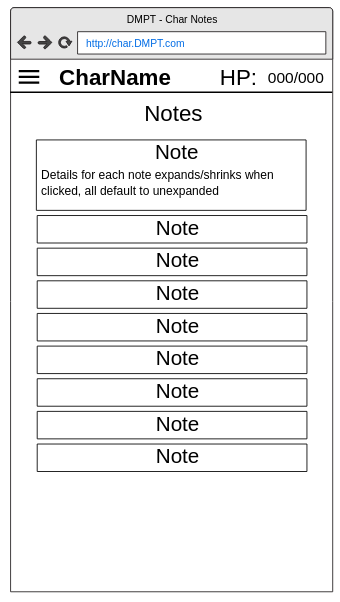 DMPT - Char Notes
http://char.DMPT.com
CharName HP: 000/000
Notes
Note
Details for each note expands/shrinks when
clicked, all default to unexpanded
Note
Note
Note
Note
Note
Note
Note
Note